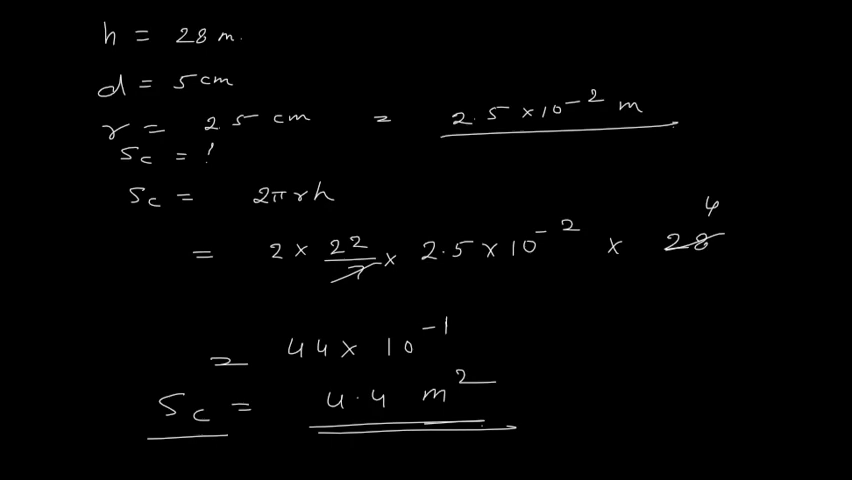 h = 28 m.
d = 5 cm
r = 2.5 cm = 2.5 × 10⁻² m
Sc = ?
Sc = 2πrh
= 2 × 22/7 × 2.5 × 10⁻² × 28 4
= 44 × 10⁻¹
Sc = 4.4 m²